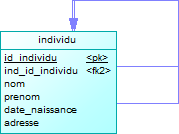 individu
id_individu <pk>
ind_id_individu <fk2>
nom
prenom
date_naissance
adresse